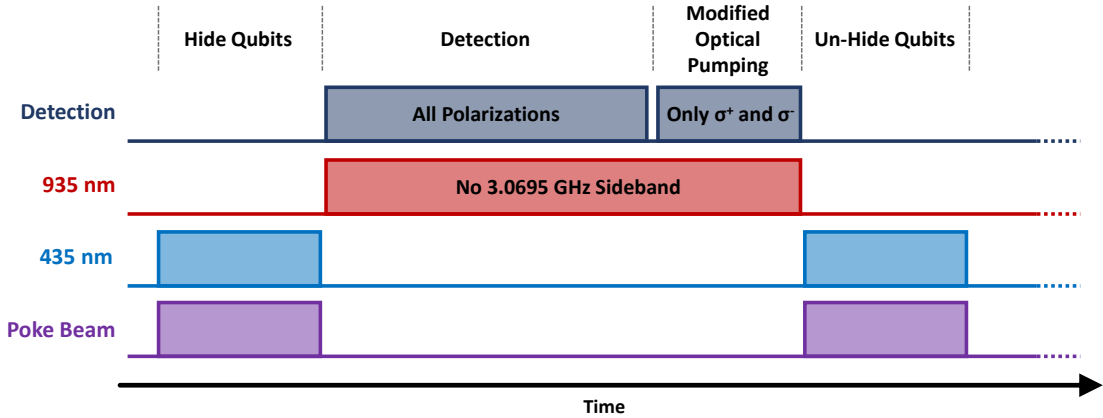 Hide Qubits
Detection
Modified
Optical
Pumping
Un-Hide Qubits
Detection
All Polarizations
Only σ⁺ and σ⁻
935 nm
No 3.0695 GHz Sideband
435 nm
Poke Beam
Time